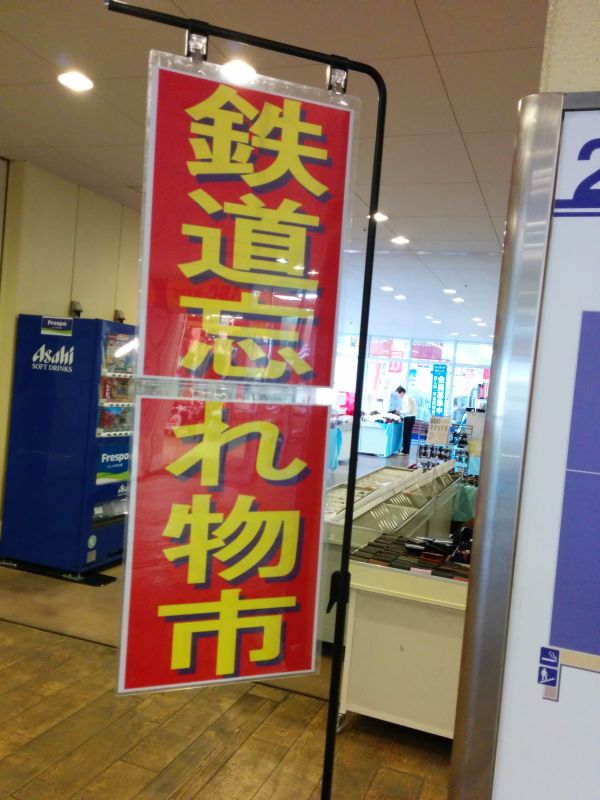 鉄道忘れ物市
Frespo
Asahi
SOFT DRINKS
Frespo
2